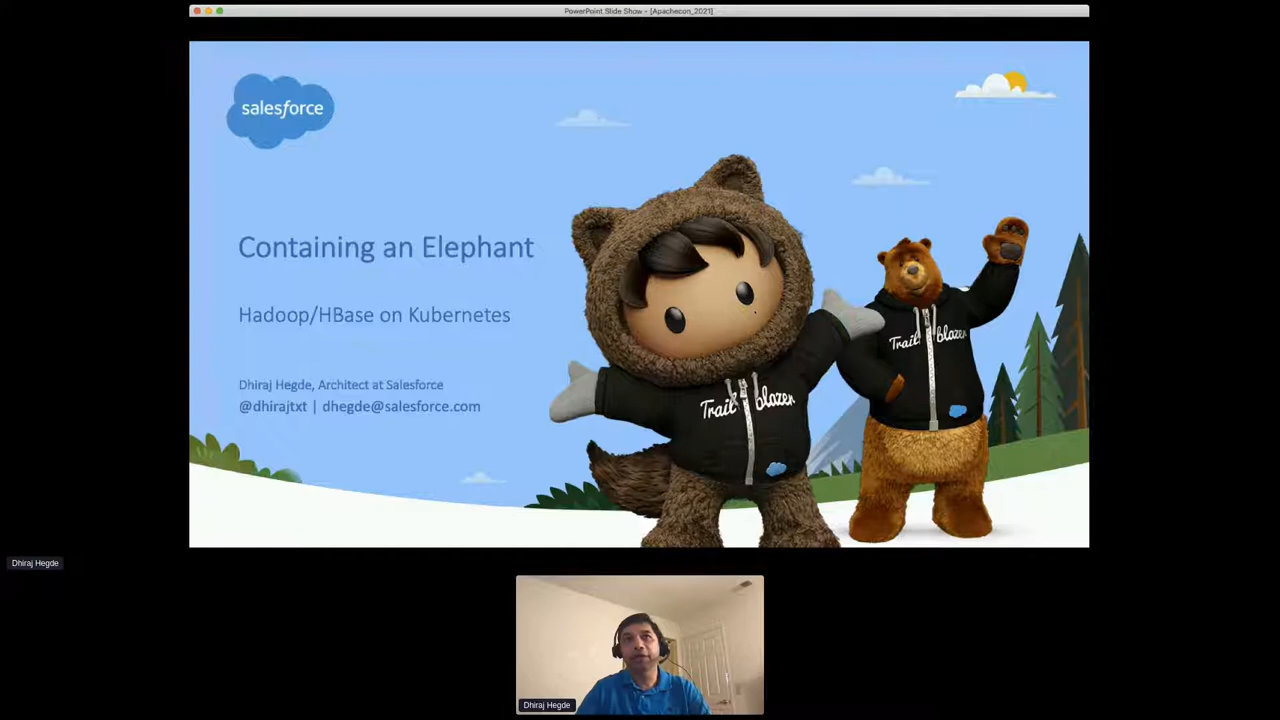 PowerPoint Slide Show - [Apachecon_2021]
salesforce
Containing an Elephant
Hadoop/HBase on Kubernetes
Dhiraj Hegde, Architect at Salesforce
@dhirajtxt | dhegde@salesforce.com
Trailblazer
Trailblazer
Dhiraj Hegde
Dhiraj Hegde